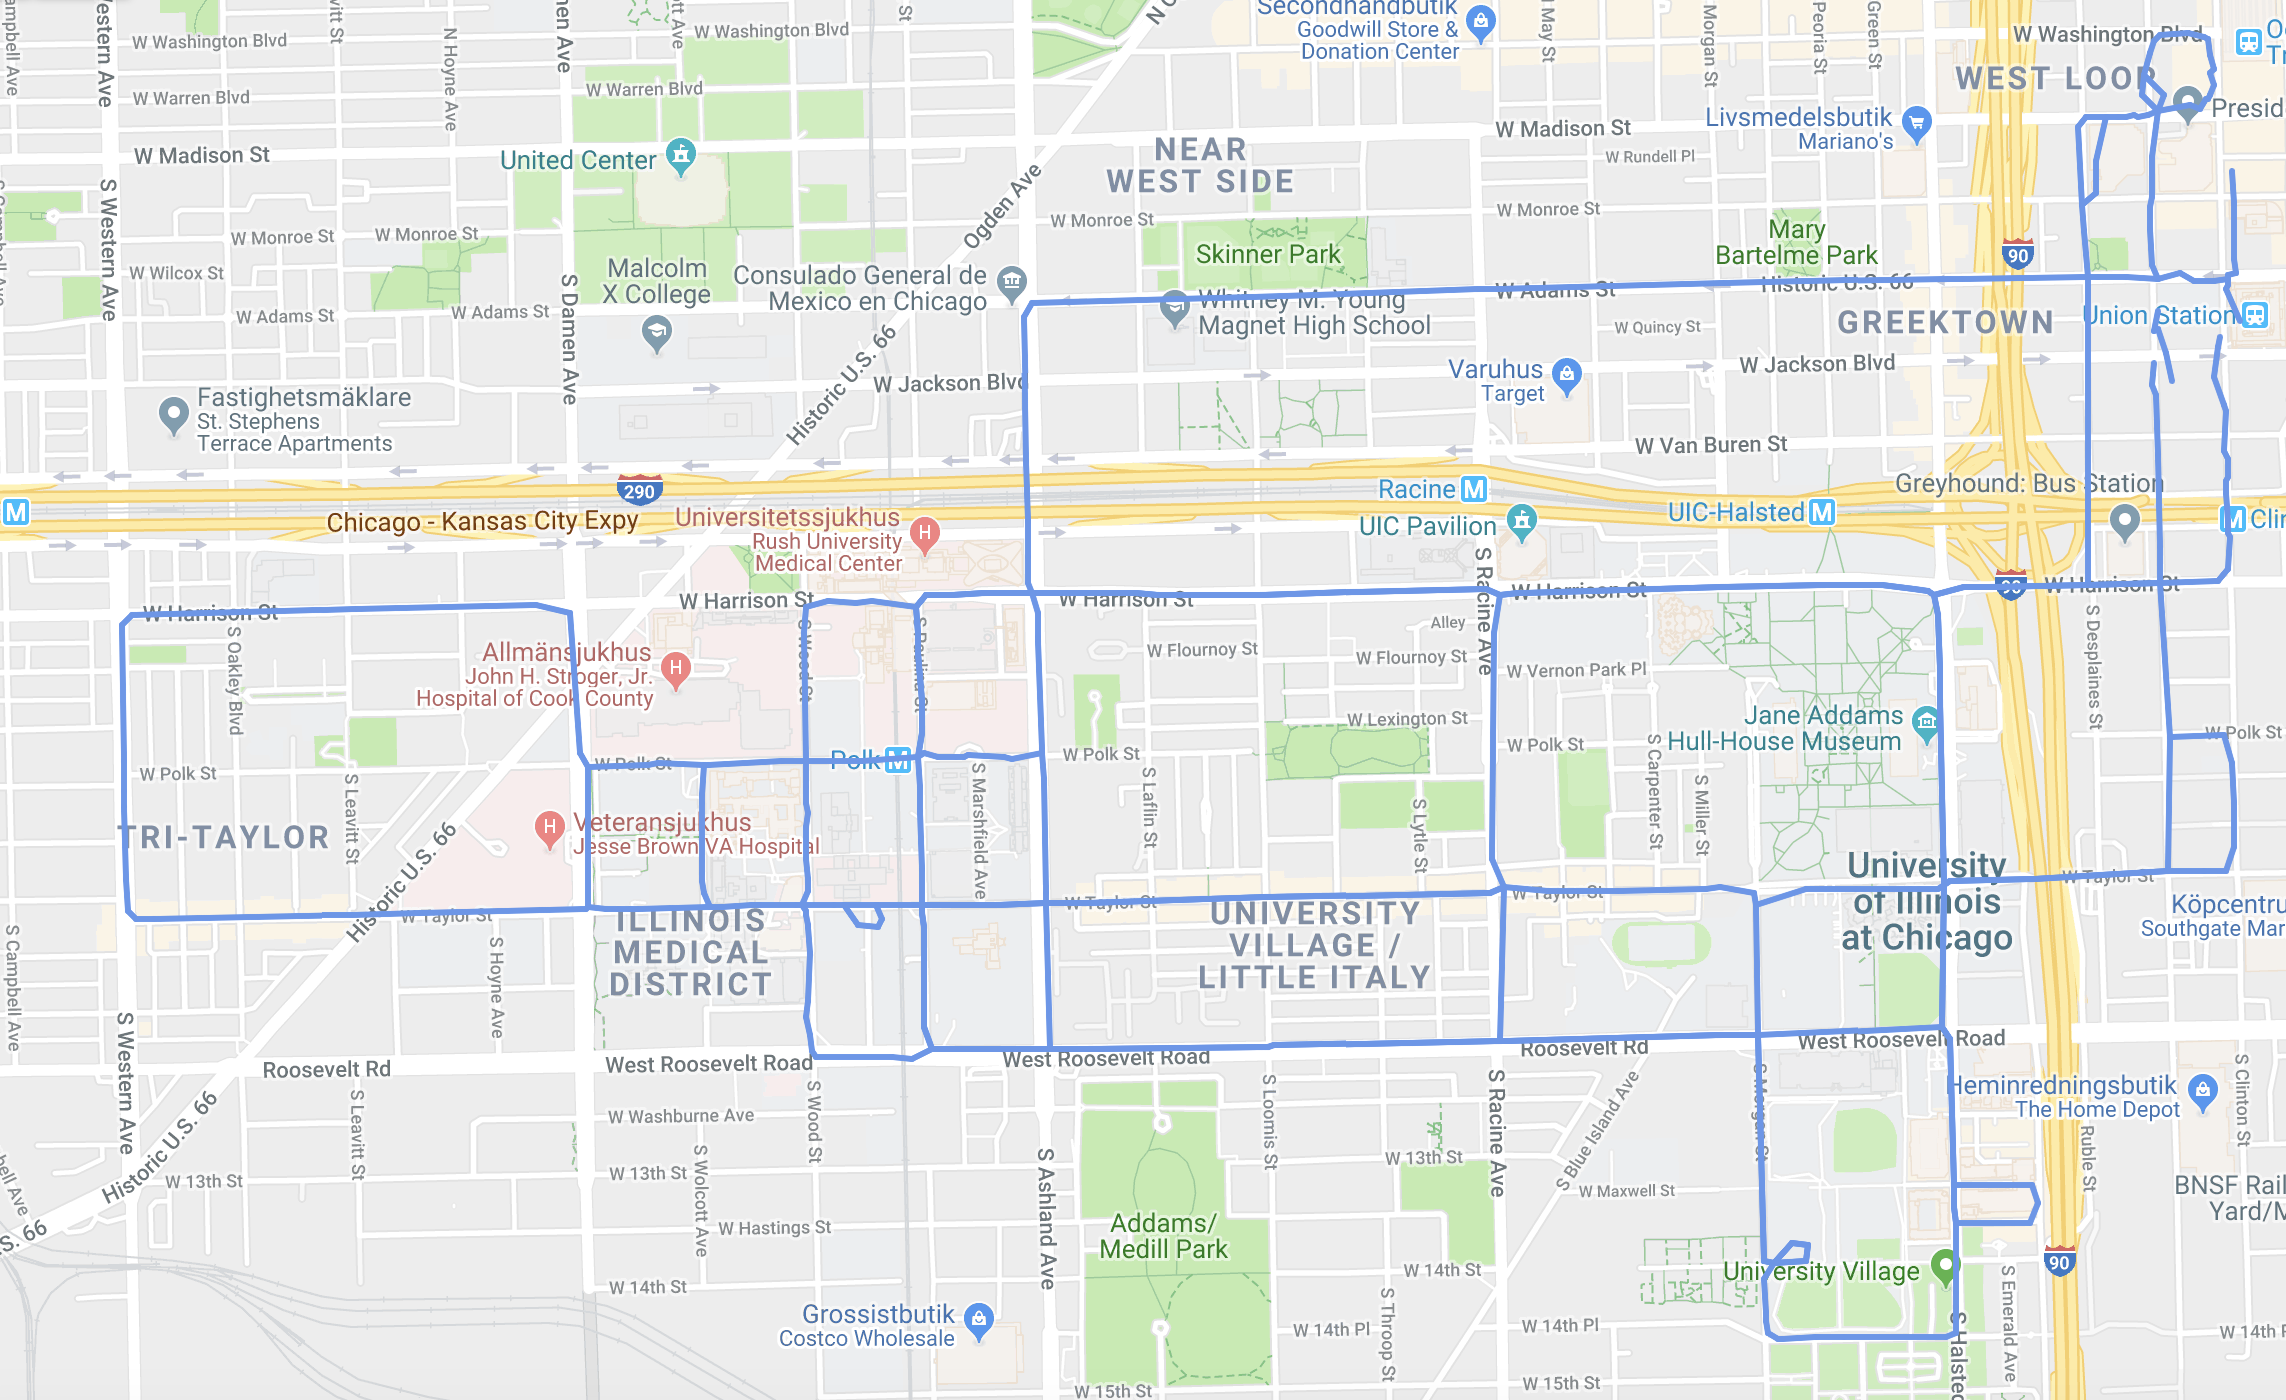 Secondhandbutik
Goodwill Store &
Donation Center
W Washington Blvd
W Washington Blvd
W Washington Blvd
Western Ave
N Hoyne Ave
May St
Morgan St
Peoria St
Green St
WEST LOOP
W Warren Blvd
W Warren Blvd
Livsmedelsbutik
Mariano's
Presid
W Madison St
W Madison St
United Center
NEAR
WEST SIDE
W Rundell Pl
Ogden Ave
S Western Ave
W Monroe St
W Monroe St
W Monroe St
W Monroe St
Mary
Bartelme Park
Skinner Park
90
W Wilcox St
Malcolm
X College
Consulado General de
Mexico en Chicago
S Damen Ave
Historic U.S. 66
W Adams St
W Adams St
W Adams St
Whitney M. Young
Magnet High School
W Quincy St
GREEKTOWN
Union Station
Historic U.S. 66
W Jackson Blvd
W Jackson Blvd
Varuhus
Target
Fastighetsmäklare
St. Stephens
Terrace Apartments
W Van Buren St
290
Racine
M
Greyhound: Bus Station
M
Chicago - Kansas City Expy
Universitetssjukhus
Rush University
Medical Center
H
UIC Pavilion
UIC-Halsted
M
M
Clin
S Racine Ave
90
W Harrison St
W Harrison St
W Harrison St
W Harrison St
W Harrison St
S Oakley Blvd
S Wood St
S Paulina St
Alley
W Flournoy St
W Flournoy St
S Desplaines St
Allmänsjukhus
John H. Stroger, Jr.
Hospital of Cook County
H
W Vernon Park Pl
W Lexington St
Jane Addams
Hull-House Museum
W Polk St
W Polk St
Polk
M
W Polk St
W Polk St
W Polk St
S Leavitt St
S Marshfield Ave
S Laflin St
S Lytle St
S Carpenter St
S Miller St
TRI-TAYLOR
H
Veteransjukhus
Jesse Brown VA Hospital
Historic U.S. 66
University
of Illinois
at Chicago
W Taylor St
W Taylor St
W Taylor St
W Taylor St
ILLINOIS
MEDICAL
DISTRICT
UNIVERSITY
VILLAGE /
LITTLE ITALY
Köpcentru
Southgate Mar
S Campbell Ave
S Hoyne Ave
S Western Ave
Roosevelt Rd
West Roosevelt Road
West Roosevelt Road
Roosevelt Rd
West Roosevelt Road
S Leavitt St
S Wood St
S Loomis St
S Racine Ave
S Blue Island Ave
S Morgan St
Heminredningsbutik
The Home Depot
S Clinton St
Ruble St
W Washburne Ave
Historic U.S. 66
W 13th St
W 13th St
W 13th St
S Wolcott Ave
S Ashland Ave
W Maxwell St
BNSF Rail
Yard/M
W Hastings St
Addams/
Medill Park
S. 66
W 14th St
W 14th St
University Village
90
S Emerald Ave
S Throop St
Grossistbutik
Costco Wholesale
W 14th Pl
W 14th Pl
W 14th P
S Halsted
W 15th St
W 15th St